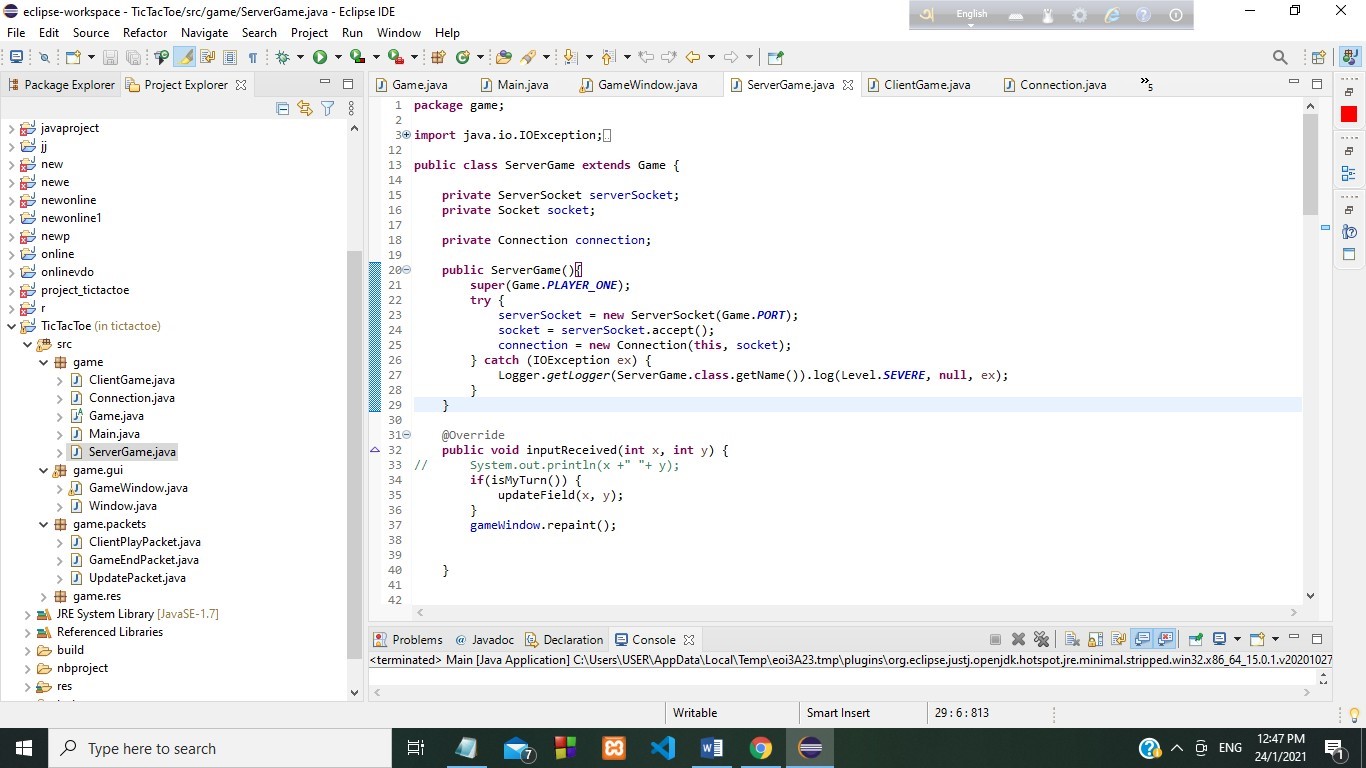 eclipse-workspace - TicTacToe/src/game/ServerGame.java - Eclipse IDE
English
File Edit Source Refactor Navigate Search Project Run Window Help
Package Explorer Project Explorer
javaproject
jj
new
newe
newonline
newonline1
newp
online
onlinevdo
project_tictactoe
r
TicTacToe (in tictactoe)
src
game
ClientGame.java
Connection.java
Game.java
Main.java
ServerGame.java
game.gui
GameWindow.java
Window.java
game.packets
ClientPlayPacket.java
GameEndPacket.java
UpdatePacket.java
game.res
JRE System Library [JavaSE-1.7]
Referenced Libraries
build
nbproject
res
Game.java Main.java GameWindow.java ServerGame.java ClientGame.java Connection.java »5
1 package game;
2
3 import java.io.IOException;
12
13 public class ServerGame extends Game {
14
15 private ServerSocket serverSocket;
16 private Socket socket;
17
18 private Connection connection;
19
20 public ServerGame(){
21 super(Game.PLAYER_ONE);
22 try {
23 serverSocket = new ServerSocket(Game.PORT);
24 socket = serverSocket.accept();
25 connection = new Connection(this, socket);
26 } catch (IOException ex) {
27 Logger.getLogger(ServerGame.class.getName()).log(Level.SEVERE, null, ex);
28 }
29 }
30
31 @Override
32 public void inputReceived(int x, int y) {
33 // System.out.println(x +" "+ y);
34 if(isMyTurn()) {
35 updateField(x, y);
36 }
37 gameWindow.repaint();
38
39
40 }
41
42
Problems Javadoc Declaration Console
<terminated> Main [Java Application] C:\Users\USER\AppData\Local\Temp\eoi3A23.tmp\plugins\org.eclipse.justj.openjdk.hotspot.jre.minimal.stripped.win32.x86_64_15.0.1.v20201027
Writable Smart Insert 29 : 6 : 813
Type here to search
7
ENG
12:47 PM
24/1/2021
1